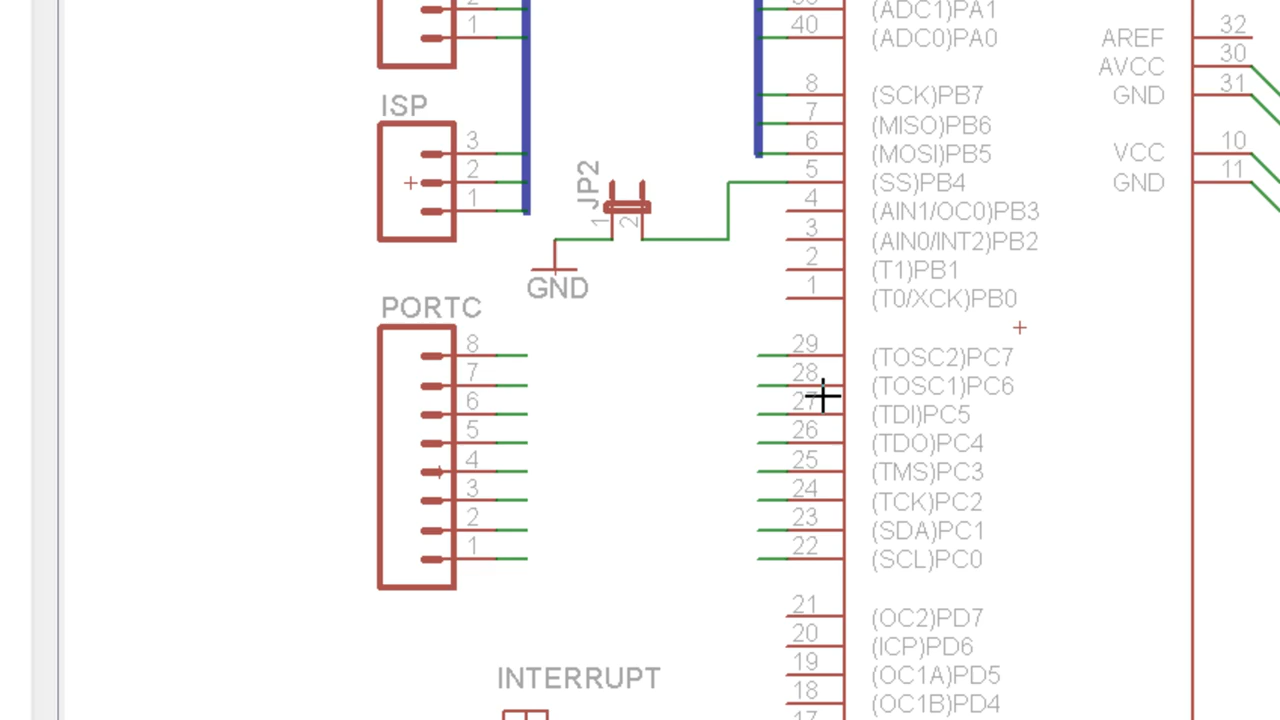 2
1
ISP
3
2
1
JP2
1
2
GND
PORTC
8
7
6
5
4
3
2
1
INTERRUPT
(ADC1)PA1
40 (ADC0)PA0
8 (SCK)PB7
7 (MISO)PB6
6 (MOSI)PB5
5 (SS)PB4
4 (AIN1/OC0)PB3
3 (AIN0/INT2)PB2
2 (T1)PB1
1 (T0/XCK)PB0
29 (TOSC2)PC7
28 (TOSC1)PC6
27 (TDI)PC5
26 (TDO)PC4
25 (TMS)PC3
24 (TCK)PC2
23 (SDA)PC1
22 (SCL)PC0
21 (OC2)PD7
20 (ICP)PD6
19 (OC1A)PD5
18 (OC1B)PD4
17
AREF 32
AVCC 30
GND 31
VCC 10
GND 11